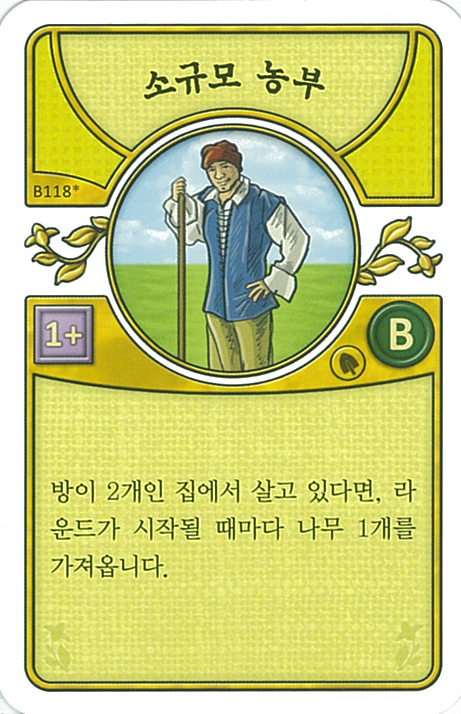 소규모 농부
B118*
1+
B
방이 2개인 집에서 살고 있다면, 라
운드가 시작될 때마다 나무 1개를
가져옵니다.